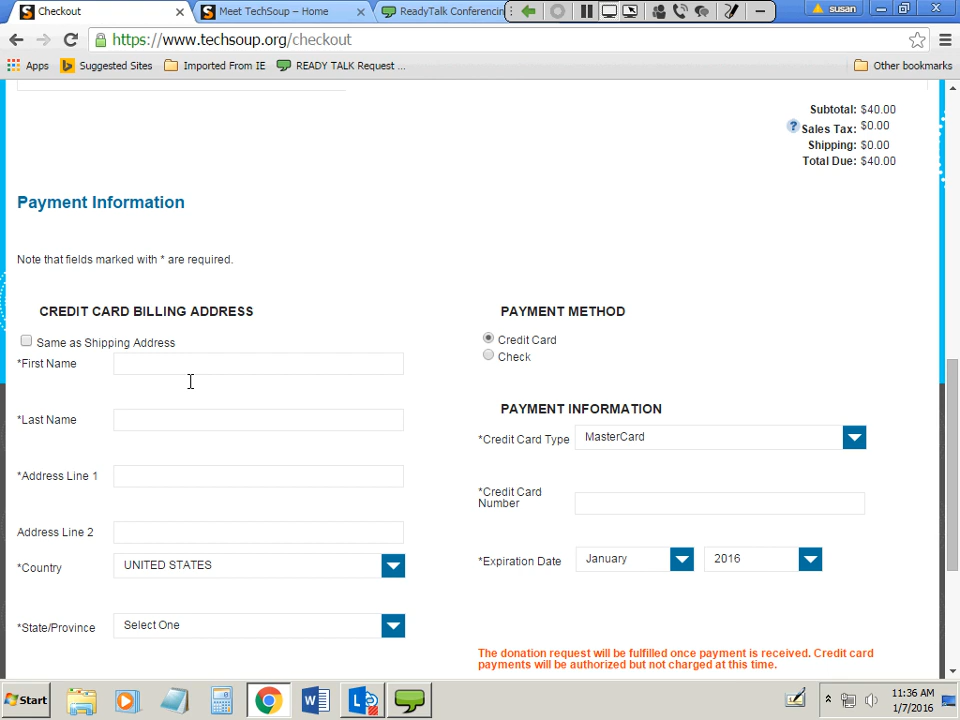 Checkout
Meet TechSoup – Home
ReadyTalk Conferencin
susan
https://www.techsoup.org/checkout
Apps
Suggested Sites
Imported From IE
READY TALK Request ...
Other bookmarks
Subtotal: $40.00
? Sales Tax: $0.00
Shipping: $0.00
Total Due: $40.00
Payment Information
Note that fields marked with * are required.
CREDIT CARD BILLING ADDRESS
Same as Shipping Address
*First Name
*Last Name
*Address Line 1
Address Line 2
*Country
UNITED STATES
*State/Province
Select One
PAYMENT METHOD
Credit Card
Check
PAYMENT INFORMATION
*Credit Card Type
MasterCard
*Credit Card
Number
*Expiration Date
January
2016
The donation request will be fulfilled once payment is received. Credit card
payments will be authorized but not charged at this time.
Start
11:36 AM
1/7/2016